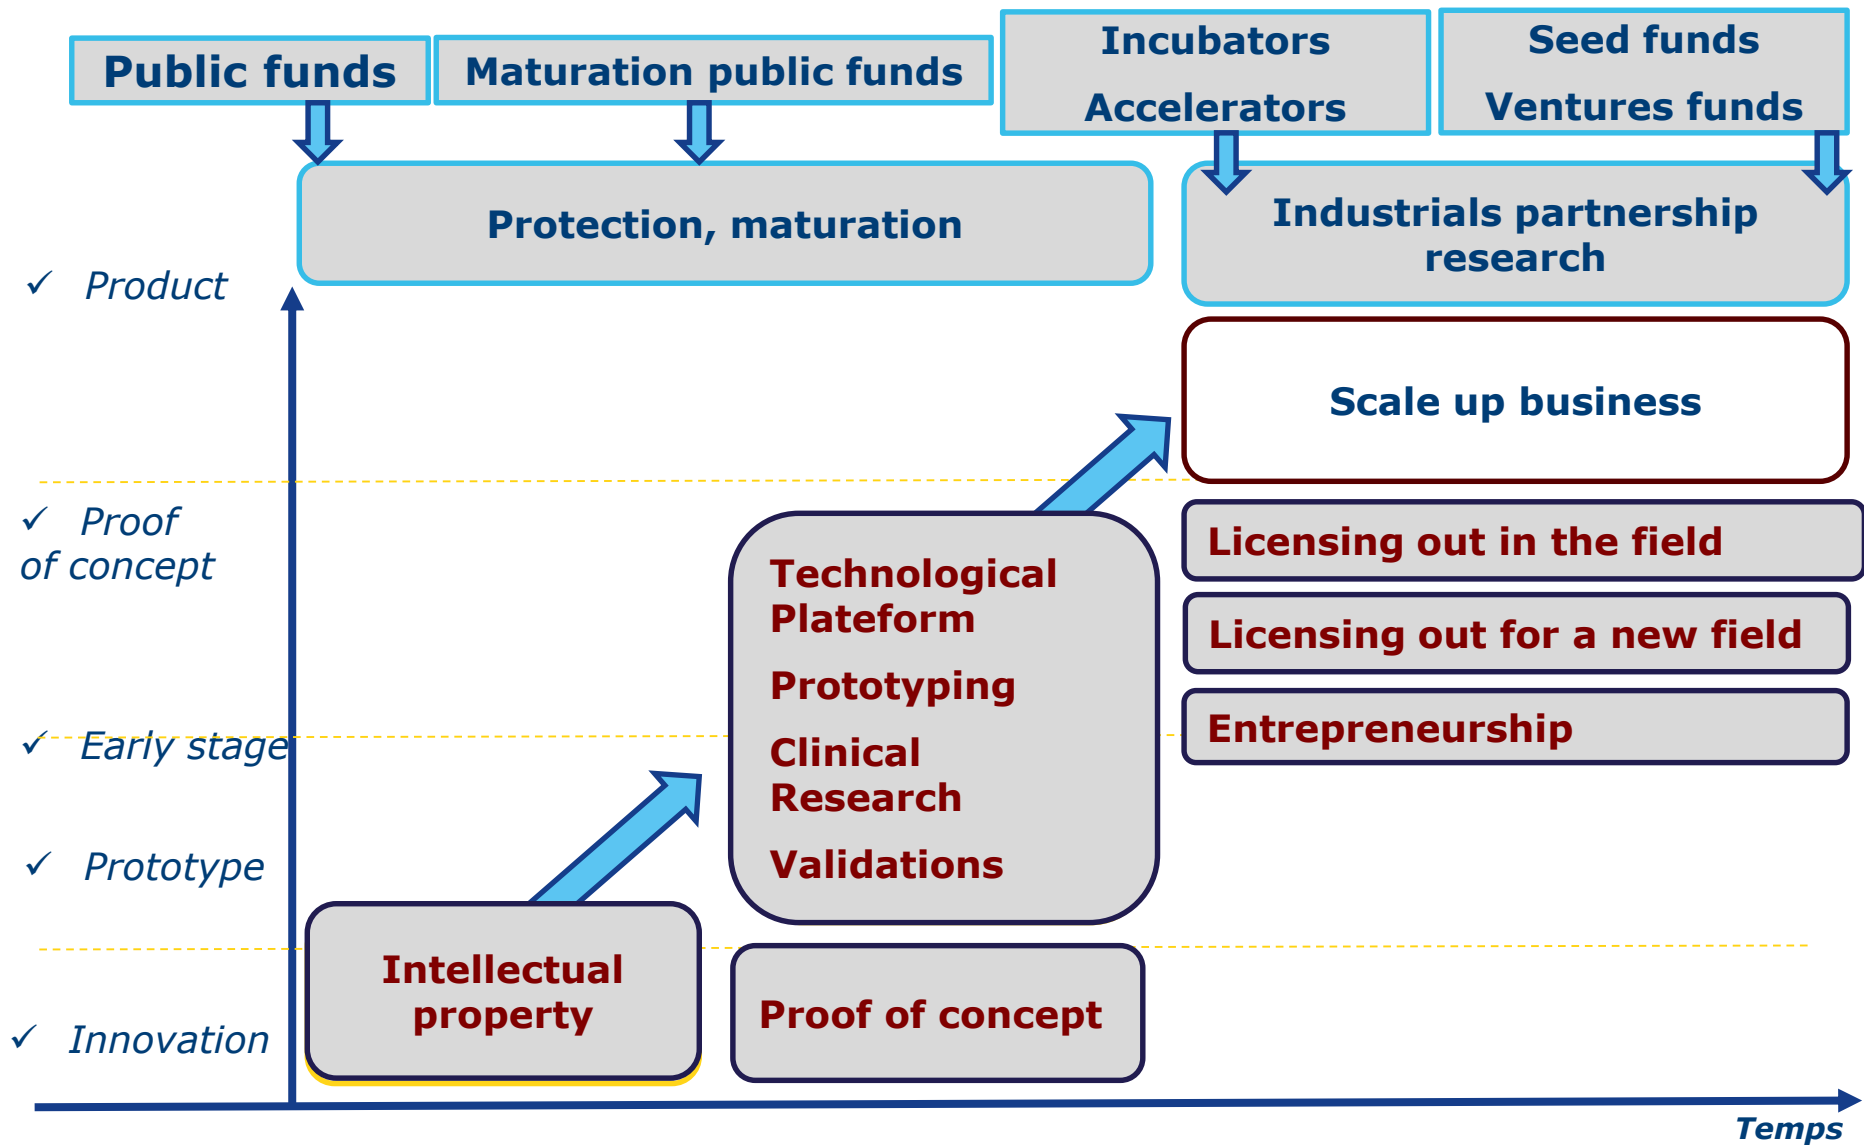 Public funds
Maturation public funds
Incubators
Accelerators
Seed funds
Ventures funds
Protection, maturation
Industrials partnership
research
✓ Product
Scale up business
✓ Proof
of concept
Technological
Plateform
Prototyping
Clinical
Research
Validations
Licensing out in the field
Licensing out for a new field
Entrepreneurship
✓ Early stage
✓ Prototype
Intellectual
property
Proof of concept
✓ Innovation
Temps